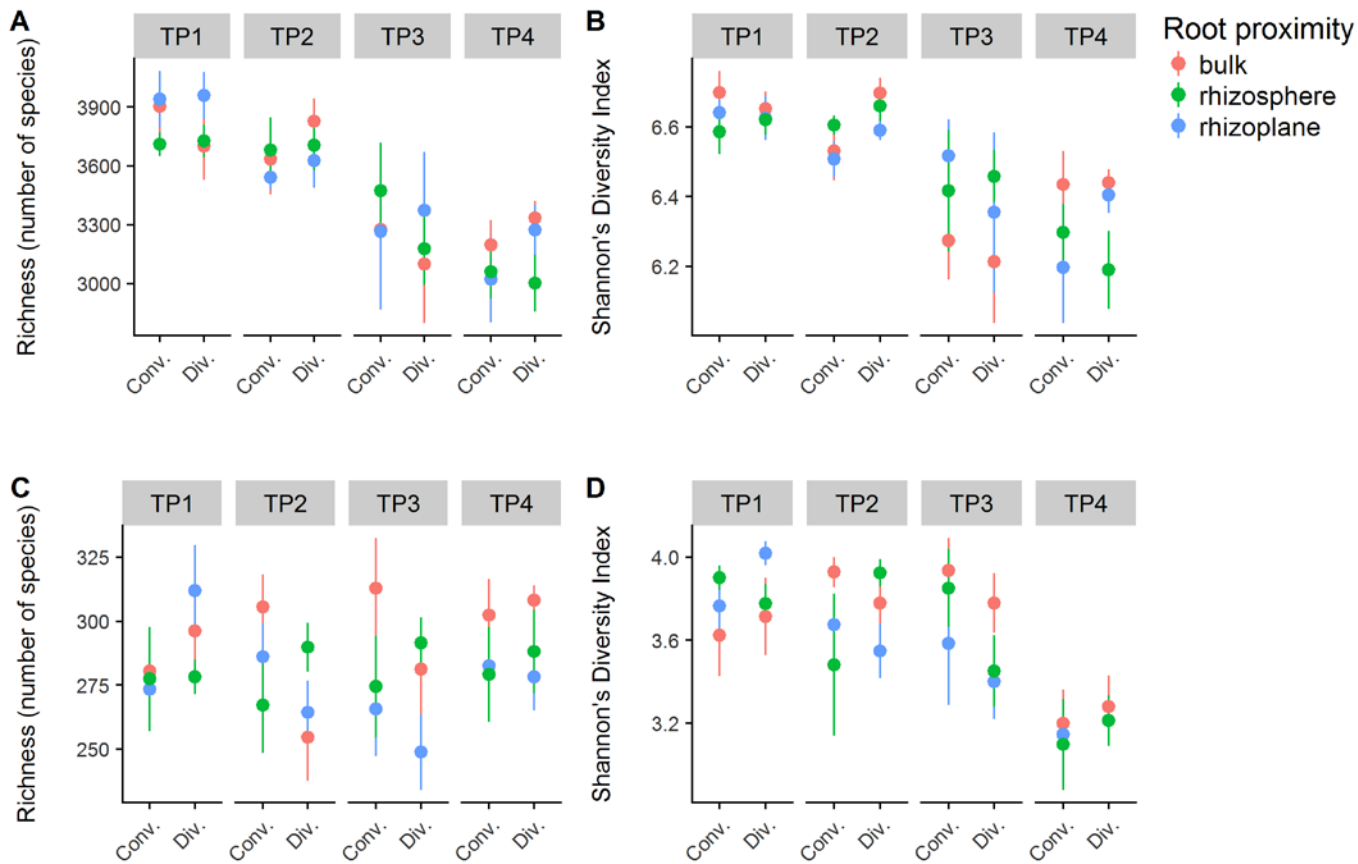 A
TP1 TP2 TP3 TP4
Richness (number of species)
3900
3600
3300
3000
Conv. Div. Conv. Div. Conv. Div. Conv. Div.
B
TP1 TP2 TP3 TP4
Shannon's Diversity Index
6.6
6.4
6.2
Conv. Div. Conv. Div. Conv. Div. Conv. Div.
Root proximity
bulk
rhizosphere
rhizoplane
C
TP1 TP2 TP3 TP4
Richness (number of species)
325
300
275
250
Conv. Div. Conv. Div. Conv. Div. Conv. Div.
D
TP1 TP2 TP3 TP4
Shannon's Diversity Index
4.0
3.6
3.2
Conv. Div. Conv. Div. Conv. Div. Conv. Div.